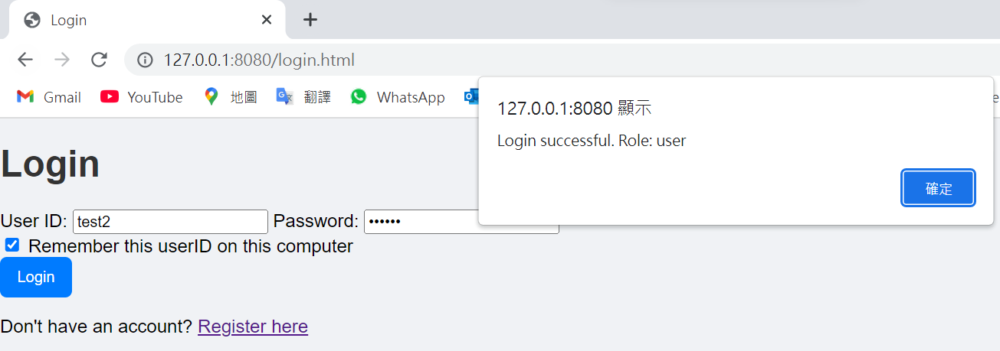 Login
127.0.0.1:8080/login.html
Gmail YouTube 地圖 翻譯 WhatsApp
127.0.0.1:8080 顯示
Login successful. Role: user
確定
Login
User ID: test2 Password: ••••••
Remember this userID on this computer
Login
Don't have an account? Register here